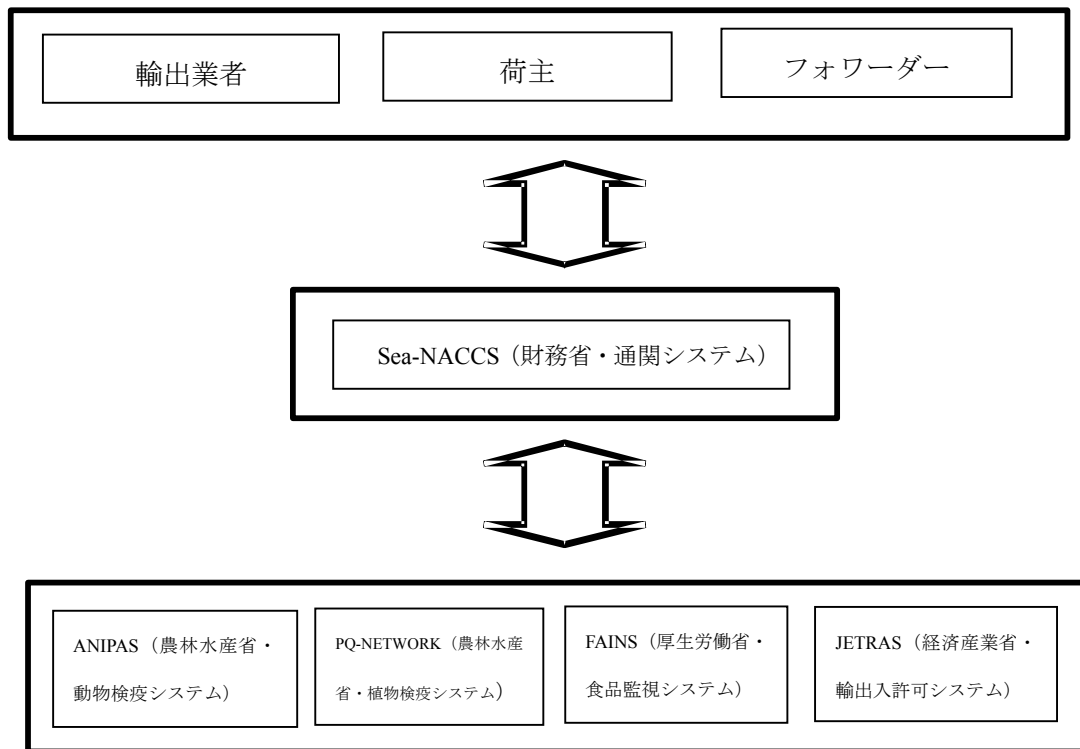 輸出業者
荷主
フォワーダー
Sea-NACCS（財務省・通関システム）
ANIPAS（農林水産省・
動物検疫システム）
PQ-NETWORK（農林水産
省・植物検疫システム）
FAINS（厚生労働省・
食品監視システム）
JETRAS（経済産業省・
輸出入許可システム）